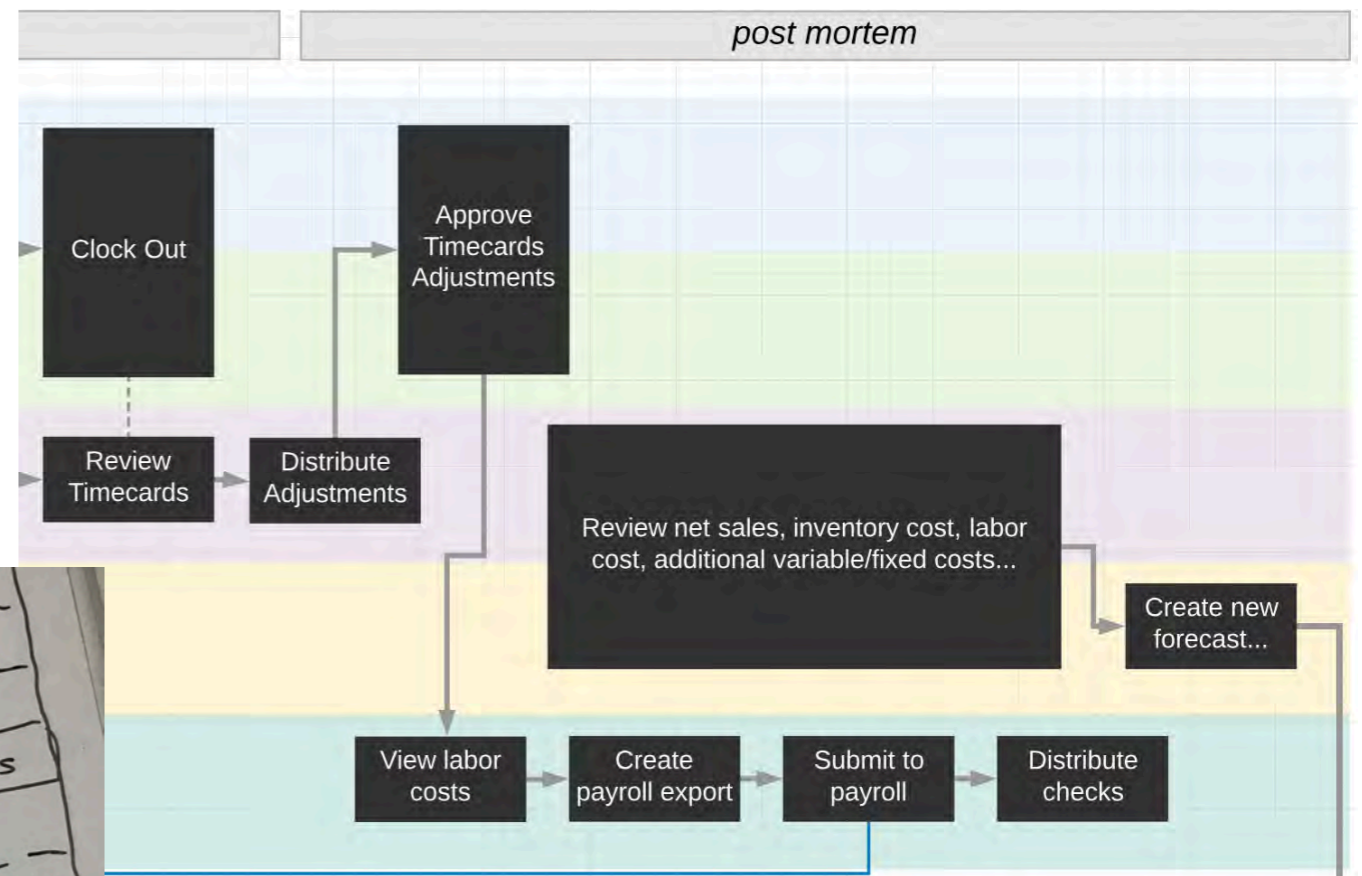 post mortem
Clock Out
Approve
Timecards
Adjustments
Review
Timecards
Distribute
Adjustments
Review net sales, inventory cost, labor
cost, additional variable/fixed costs...
Create new
forecast...
View labor
costs
Create
payroll export
Submit to
payroll
Distribute
checks